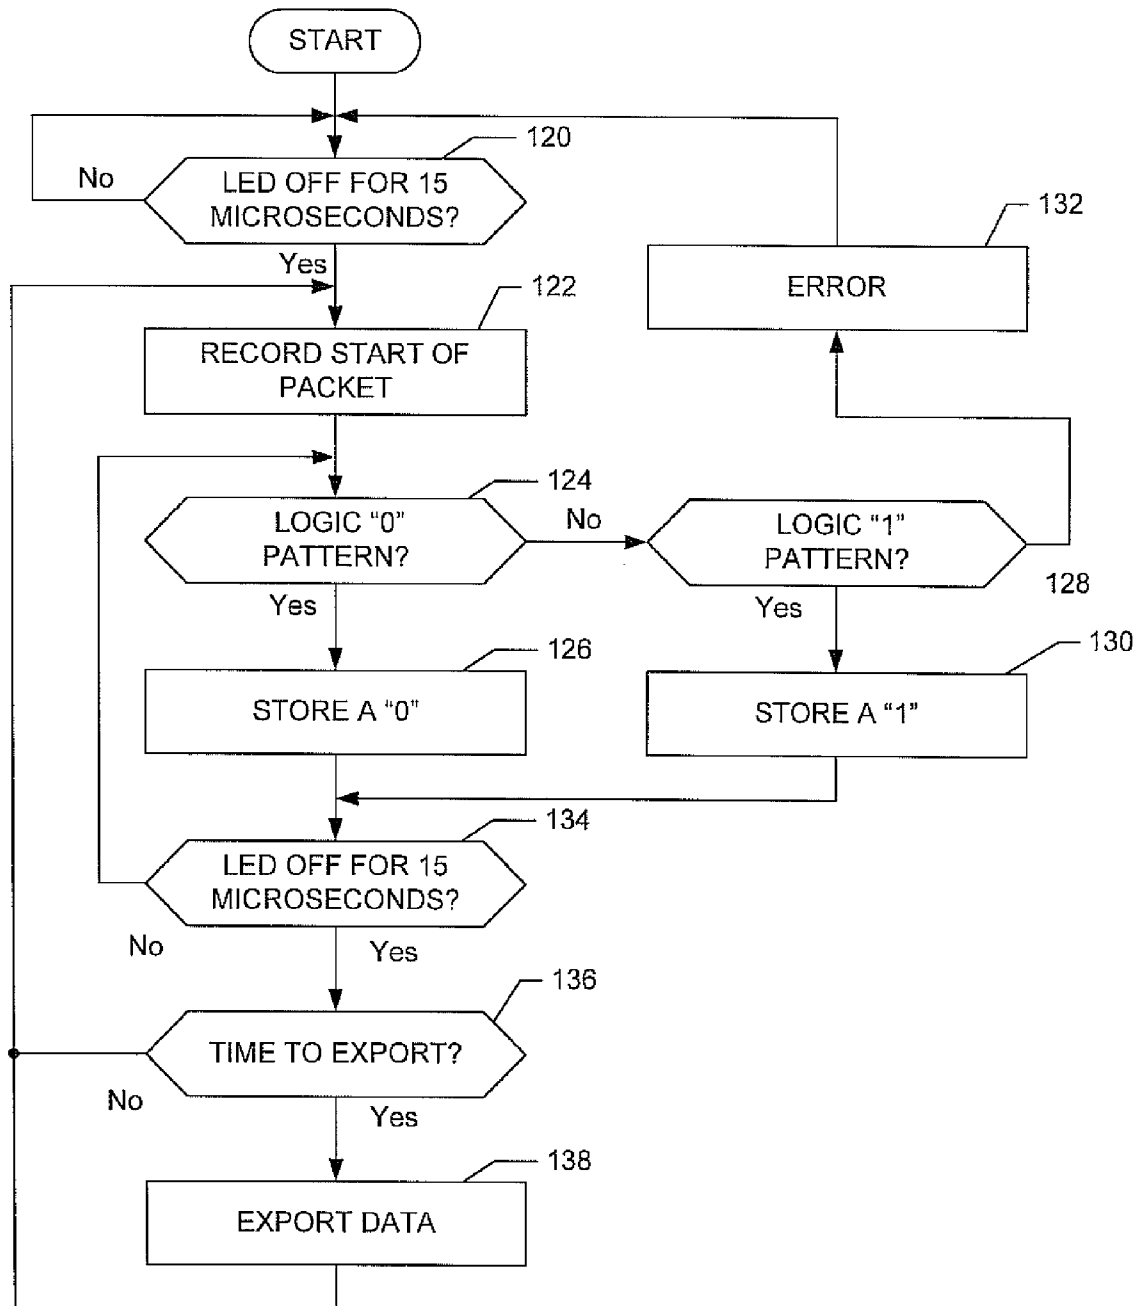 START
120
No
LED OFF FOR 15
MICROSECONDS?
132
Yes
ERROR
122
RECORD START OF
PACKET
124
LOGIC “0”
PATTERN?
No
LOGIC “1”
PATTERN?
128
Yes
Yes
126
130
STORE A “0”
STORE A “1”
134
LED OFF FOR 15
MICROSECONDS?
No
Yes
136
TIME TO EXPORT?
No
Yes
138
EXPORT DATA